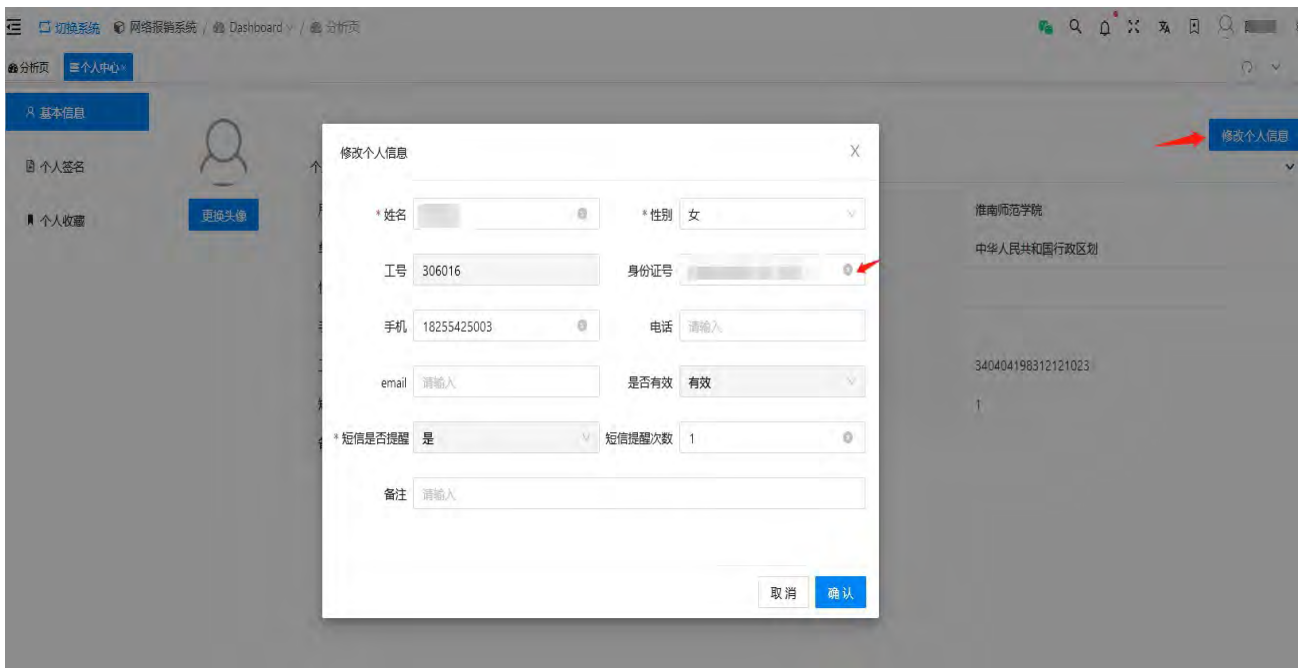 切换系统 网络报销系统 / Dashboard / 分析页
分析页 个人中心
基本信息
修改个人信息
修改个人信息 X
个人签名
个
个人收藏
更换头像
* 姓名
* 性别 女
淮南师范学院
中华人民共和国行政区划
工号 306016
身份证号
手机 18255425003
电话 请输入
email 请输入
是否有效 有效
340404198312121023
1
* 短信是否提醒 是
短信提醒次数 1
备注 请输入
取消 确认